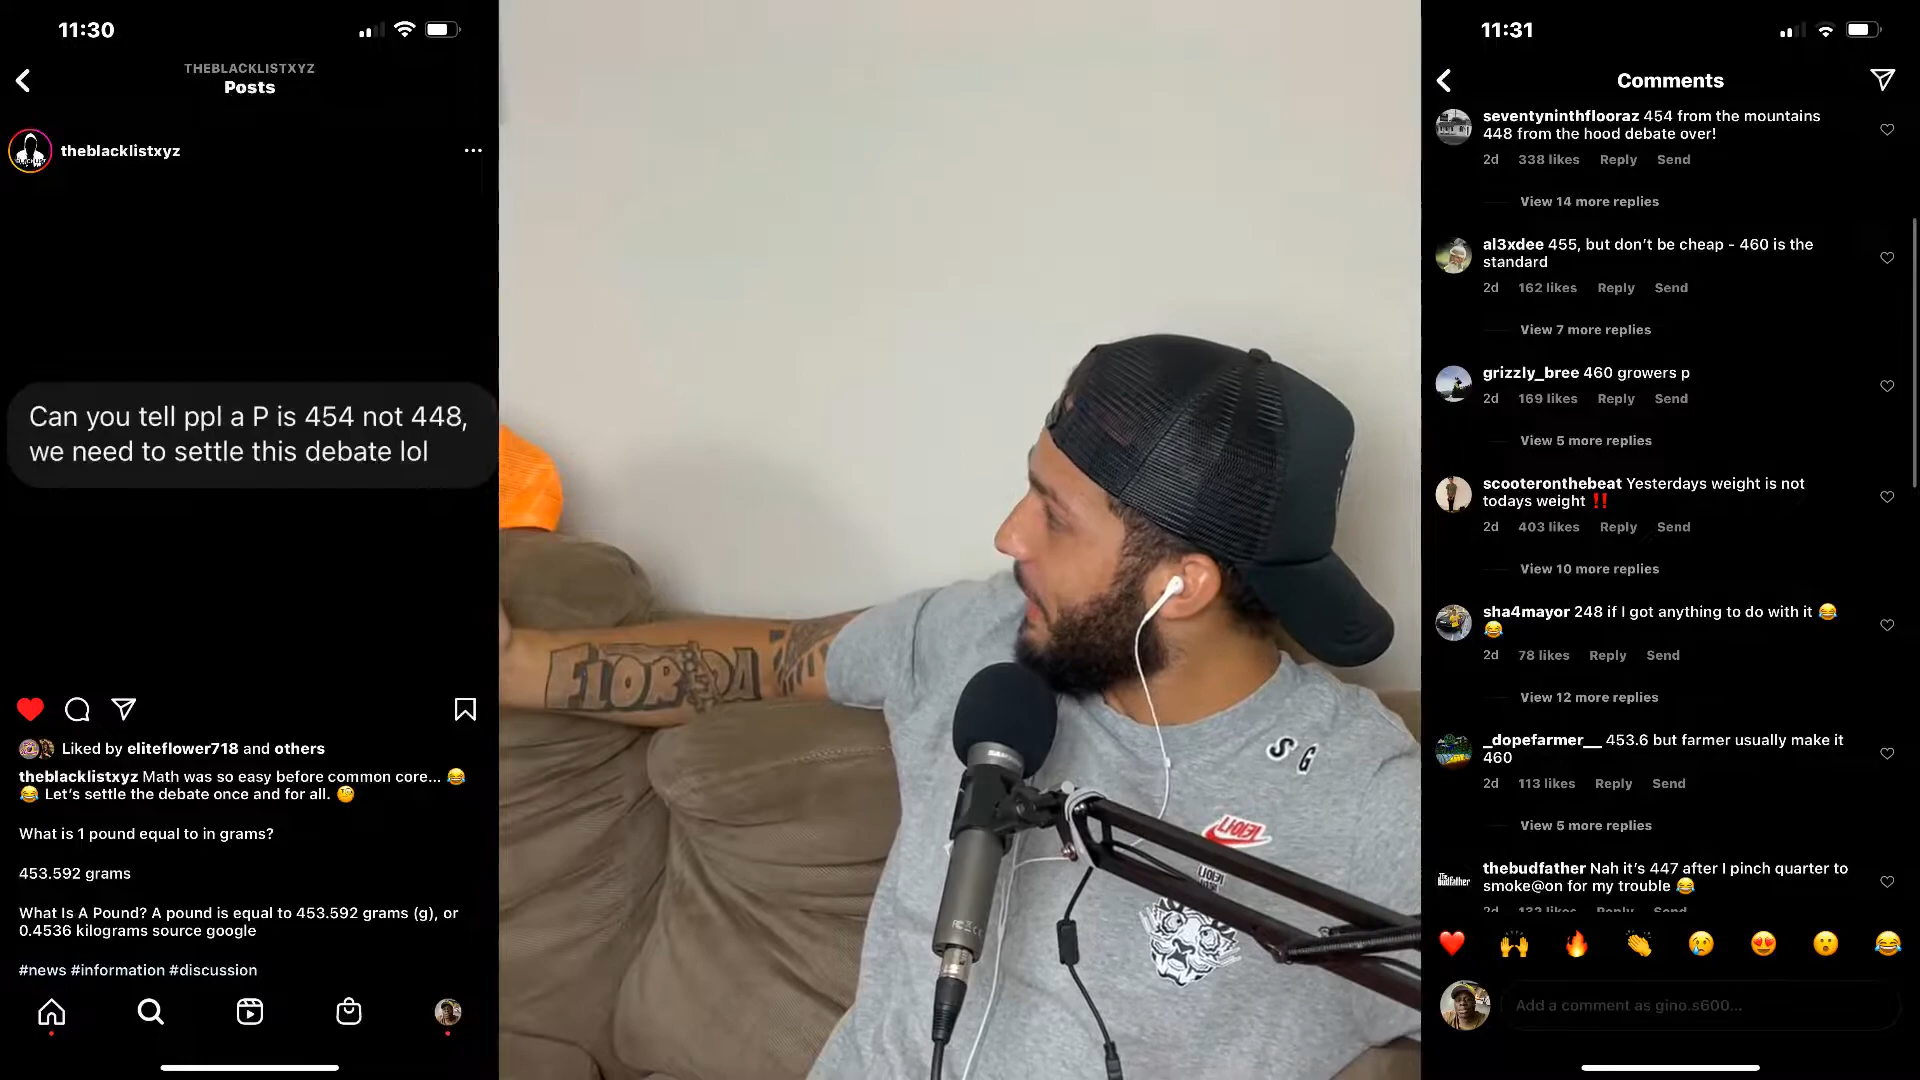 11:30
THEBLACKLISTXYZ
Posts
theblacklistxyz
Can you tell ppl a P is 454 not 448,
we need to settle this debate lol
Liked by eliteflower718 and others
theblacklistxyz Math was so easy before common core... 😂
😂 Let's settle the debate once and for all. 🧐
What is 1 pound equal to in grams?
453.592 grams
What Is A Pound? A pound is equal to 453.592 grams (g), or
0.4536 kilograms source google
#news #information #discussion
FLORIDA
SG
11:31
Comments
seventyninthflooraz 454 from the mountains
448 from the hood debate over!
2d 338 likes Reply Send
View 14 more replies
al3xdee 455, but don't be cheap - 460 is the
standard
2d 162 likes Reply Send
View 7 more replies
grizzly_bree 460 growers p
2d 169 likes Reply Send
View 5 more replies
scooteronthebeat Yesterdays weight is not
todays weight ‼️
2d 403 likes Reply Send
View 10 more replies
sha4mayor 248 if I got anything to do with it 😂
😂
2d 78 likes Reply Send
View 12 more replies
_dopefarmer__ 453.6 but farmer usually make it
460
2d 113 likes Reply Send
View 5 more replies
thebudfather Nah it's 447 after I pinch quarter to
smoke@on for my trouble 😂
2d 132 likes Reply Send
Add a comment as gino.s600...